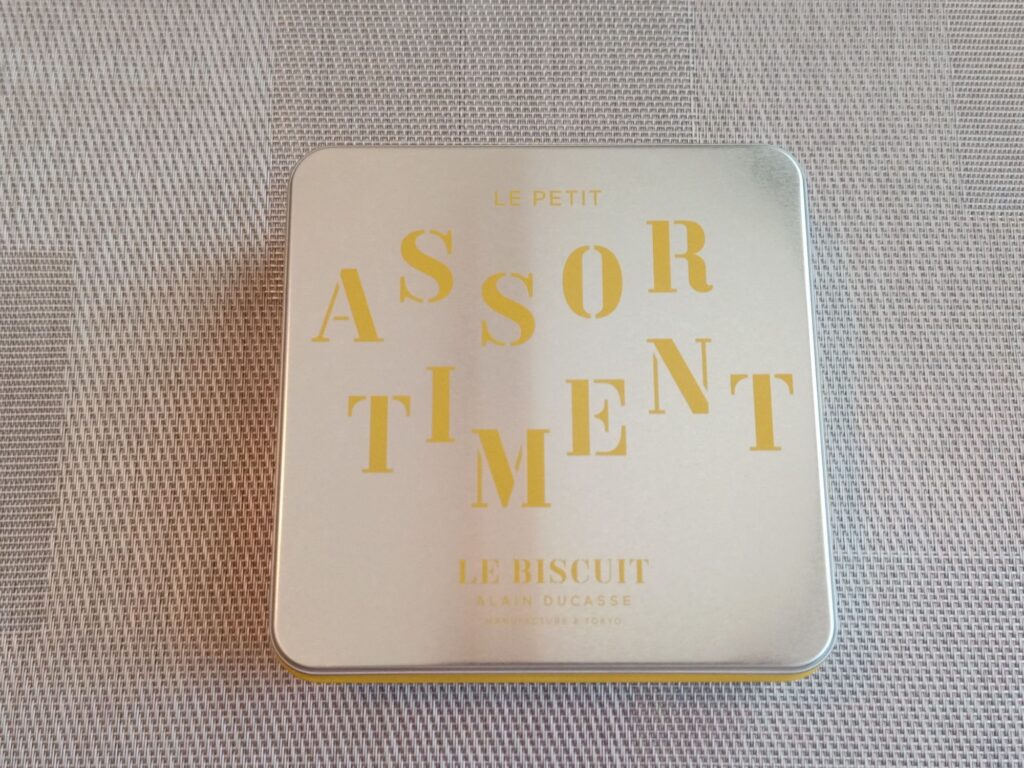 LE PETIT
ASSOR
TIMENT
LE BISCUIT
ALAIN DUCASSE
MANUFACTURE À TOKYO